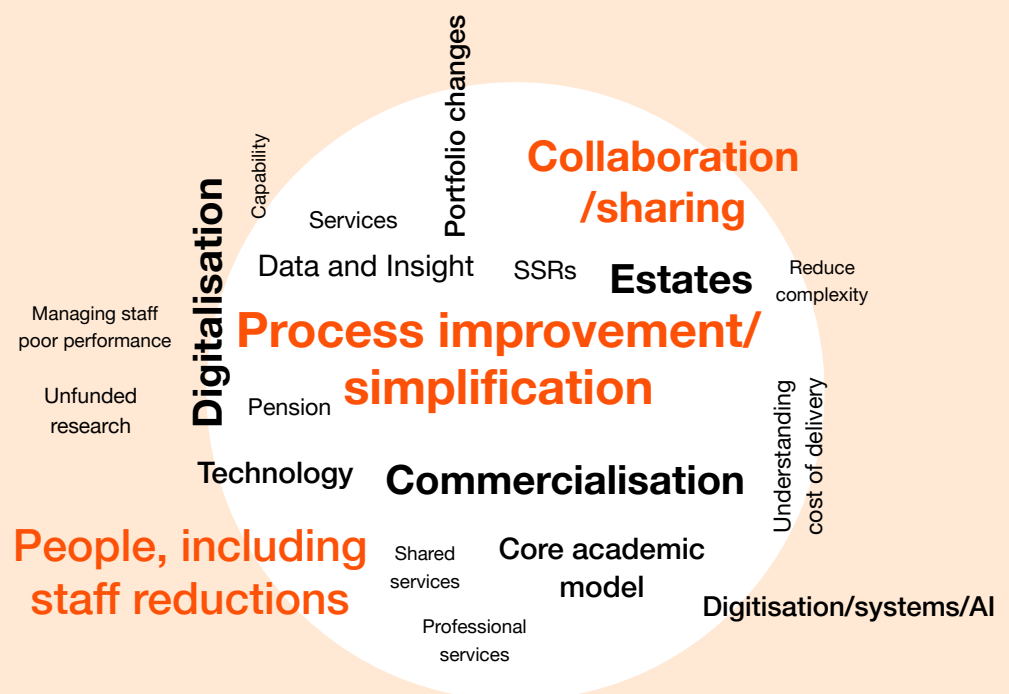 Portfolio changes
Collaboration
/sharing
Capability
Digitalisation
Services
Data and Insight
SSRs
Estates
Reduce
complexity
Managing staff
poor performance
Process improvement/
simplification
Unfunded
research
Pension
Understanding
cost of delivery
Technology
Commercialisation
People, including
staff reductions
Shared
services
Core academic
model
Digitisation/systems/AI
Professional
services